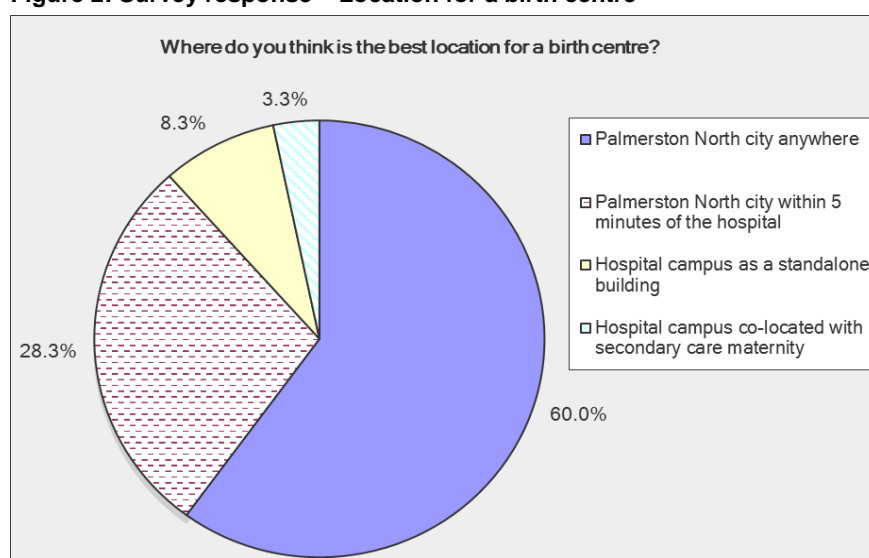 Figure 2: Survey response – Location for a birth centre
Where do you think is the best location for a birth centre?
3.3%
8.3%
28.3%
60.0%
Palmerston North city anywhere
Palmerston North city within 5
minutes of the hospital
Hospital campus as a standalone
building
Hospital campus co-located with
secondary care maternity